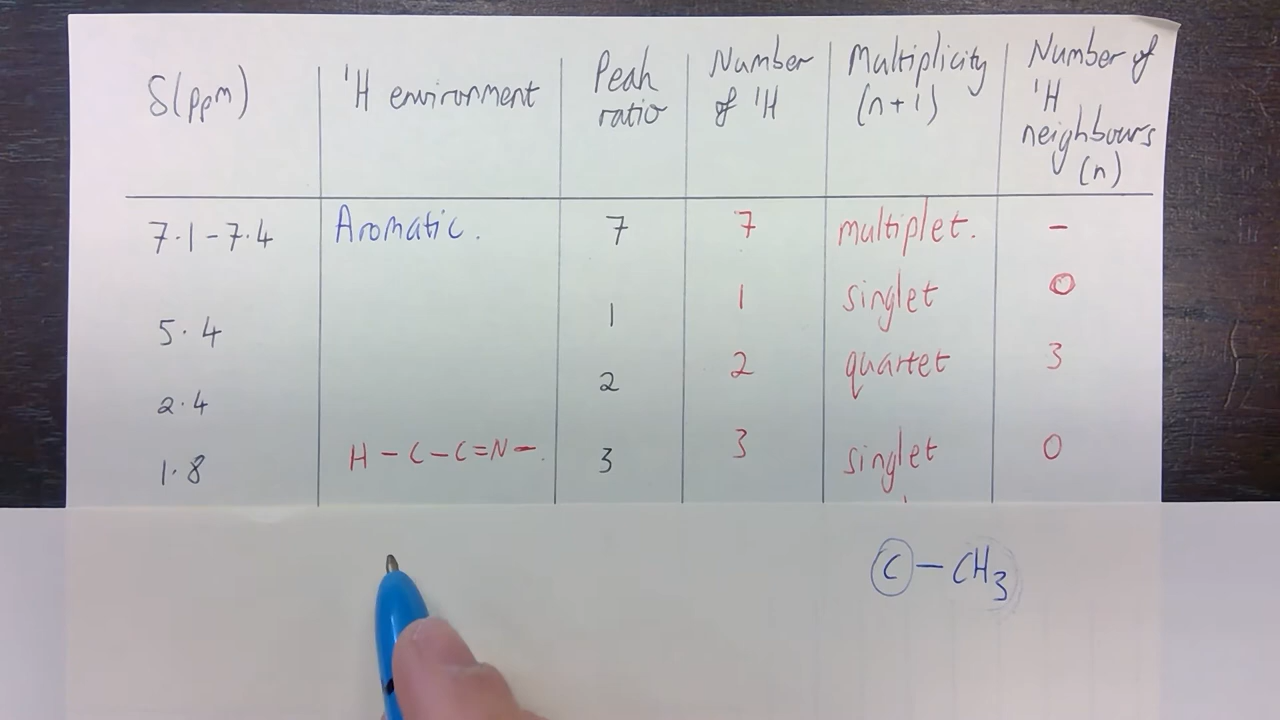 δ(ppm) ¹H environment Peak ratio Number of ¹H Multiplicity (n+1) Number of ¹H neighbours (n)
7.1-7.4 Aromatic. 7 7 multiplet. -
5.4 1 1 singlet 0
2.4 2 2 quartet 3
1.8 H-C-C=N-. 3 3 singlet 0
C-CH₃